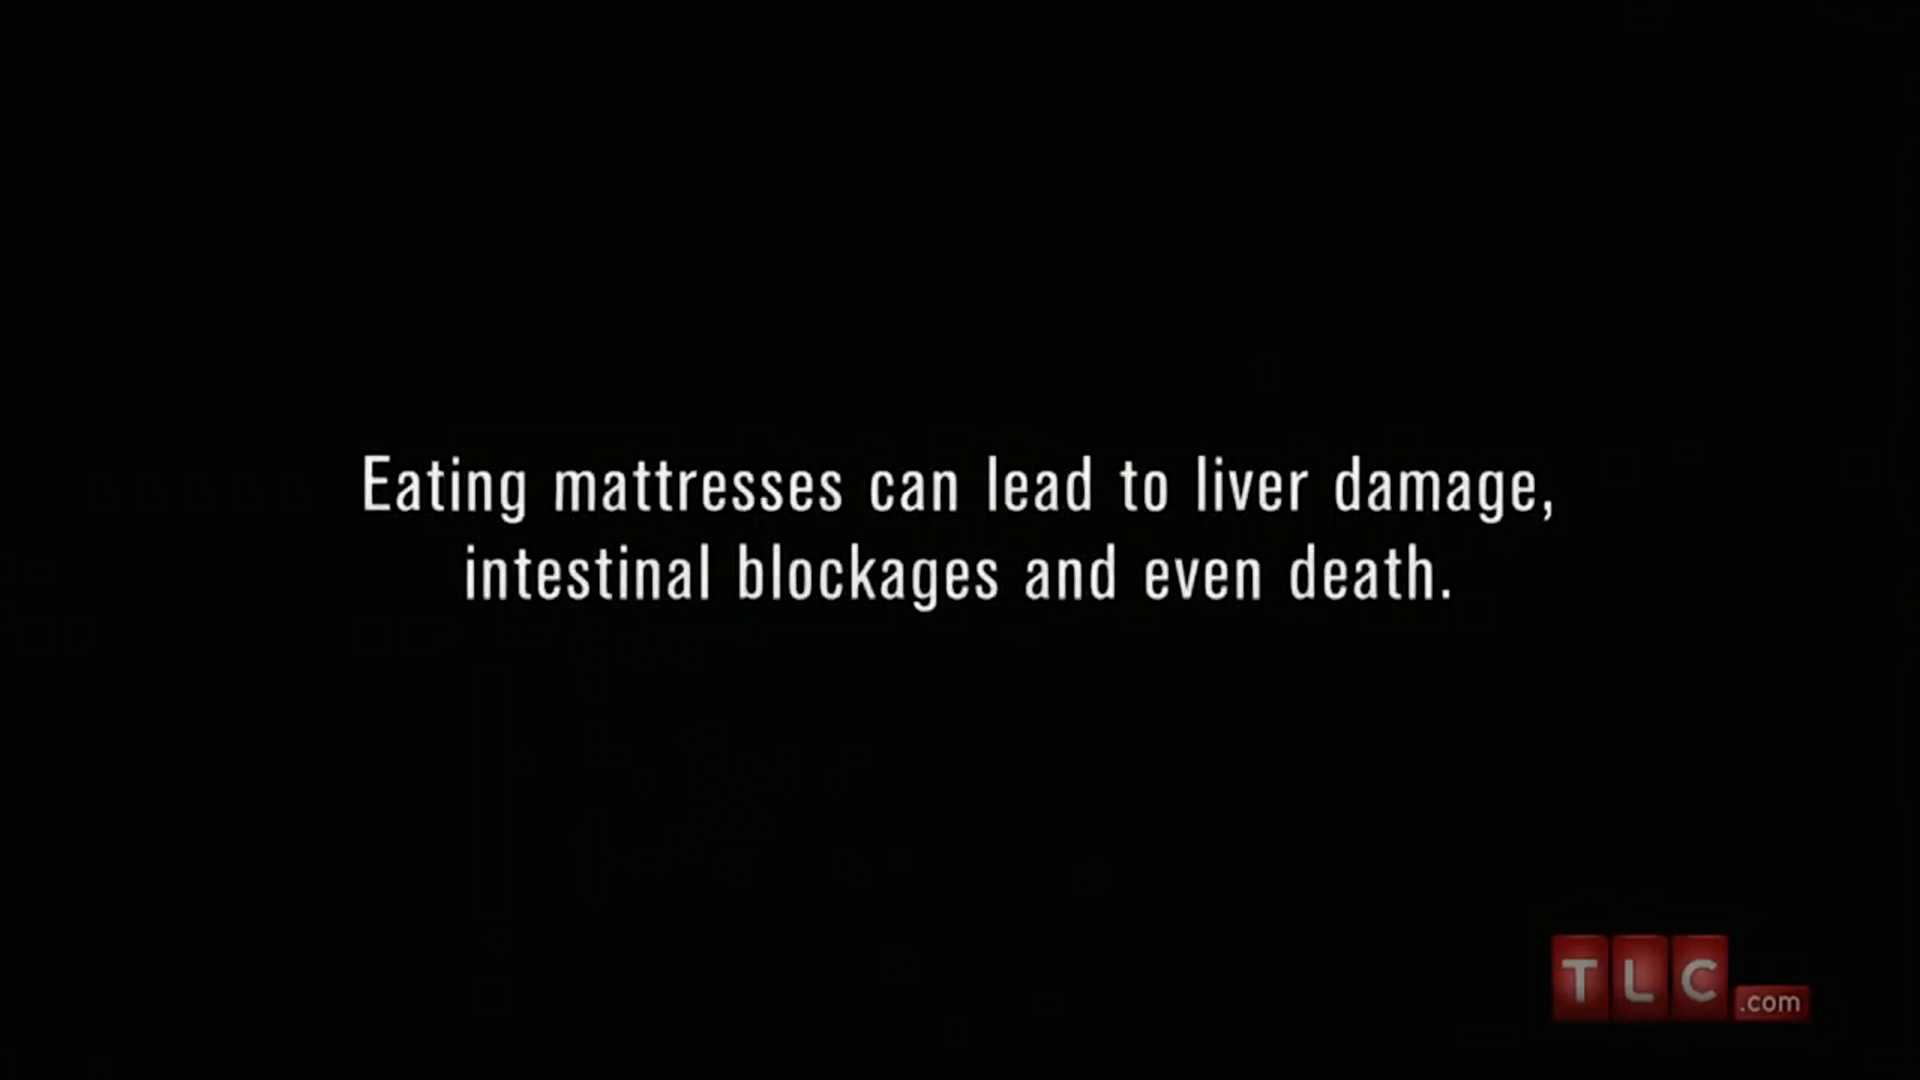 Eating mattresses can lead to liver damage,
intestinal blockages and even death.
TLC.com